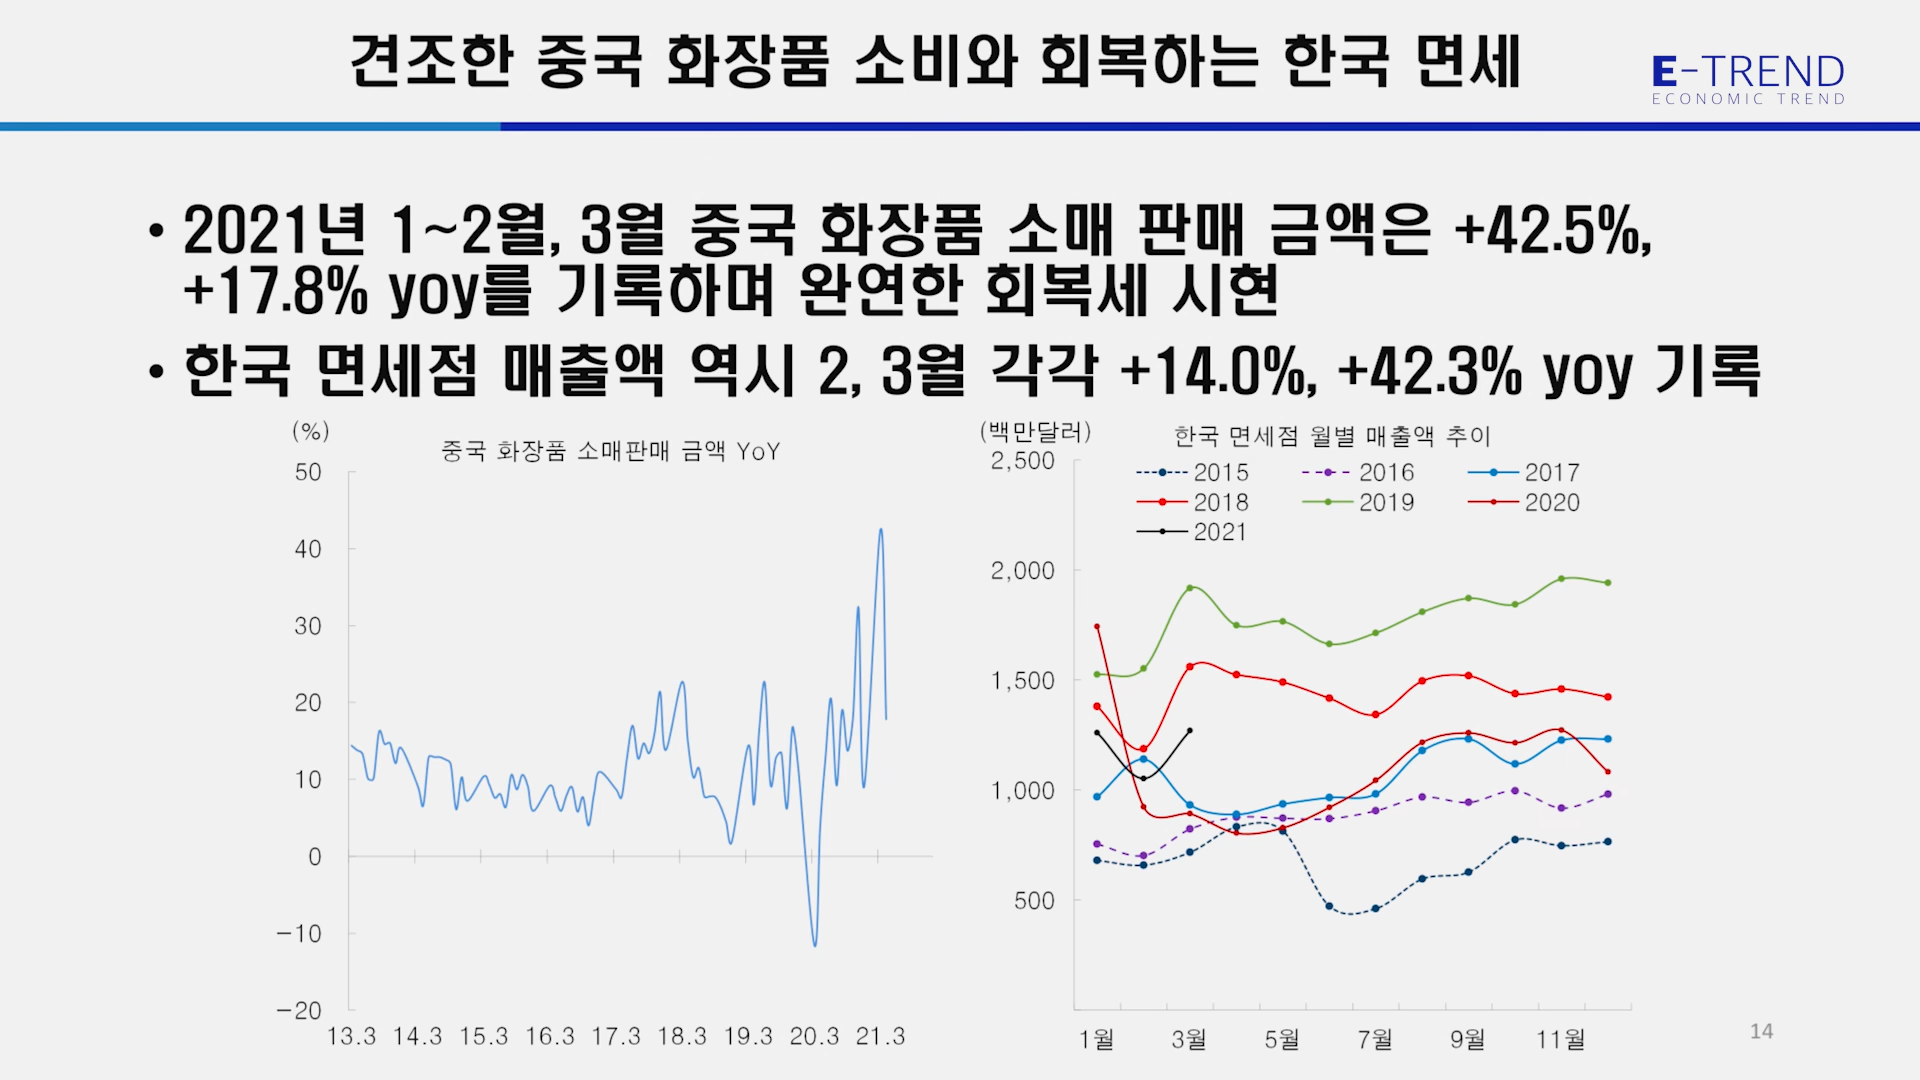 견조한 중국 화장품 소비와 회복하는 한국 면세
E-TREND
ECONOMIC TREND
• 2021년 1~2월, 3월 중국 화장품 소매 판매 금액은 +42.5%,
+17.8% yoy를 기록하며 완연한 회복세 시현
• 한국 면세점 매출액 역시 2, 3월 각각 +14.0%, +42.3% yoy 기록
(%)
중국 화장품 소매판매 금액 YoY
50
40
30
20
10
0
-10
-20
13.3 14.3 15.3 16.3 17.3 18.3 19.3 20.3 21.3
(백만달러)
한국 면세점 월별 매출액 추이
2015 2016 2017
2018 2019 2020
2021
2,500
2,000
1,500
1,000
500
1월 3월 5월 7월 9월 11월
14